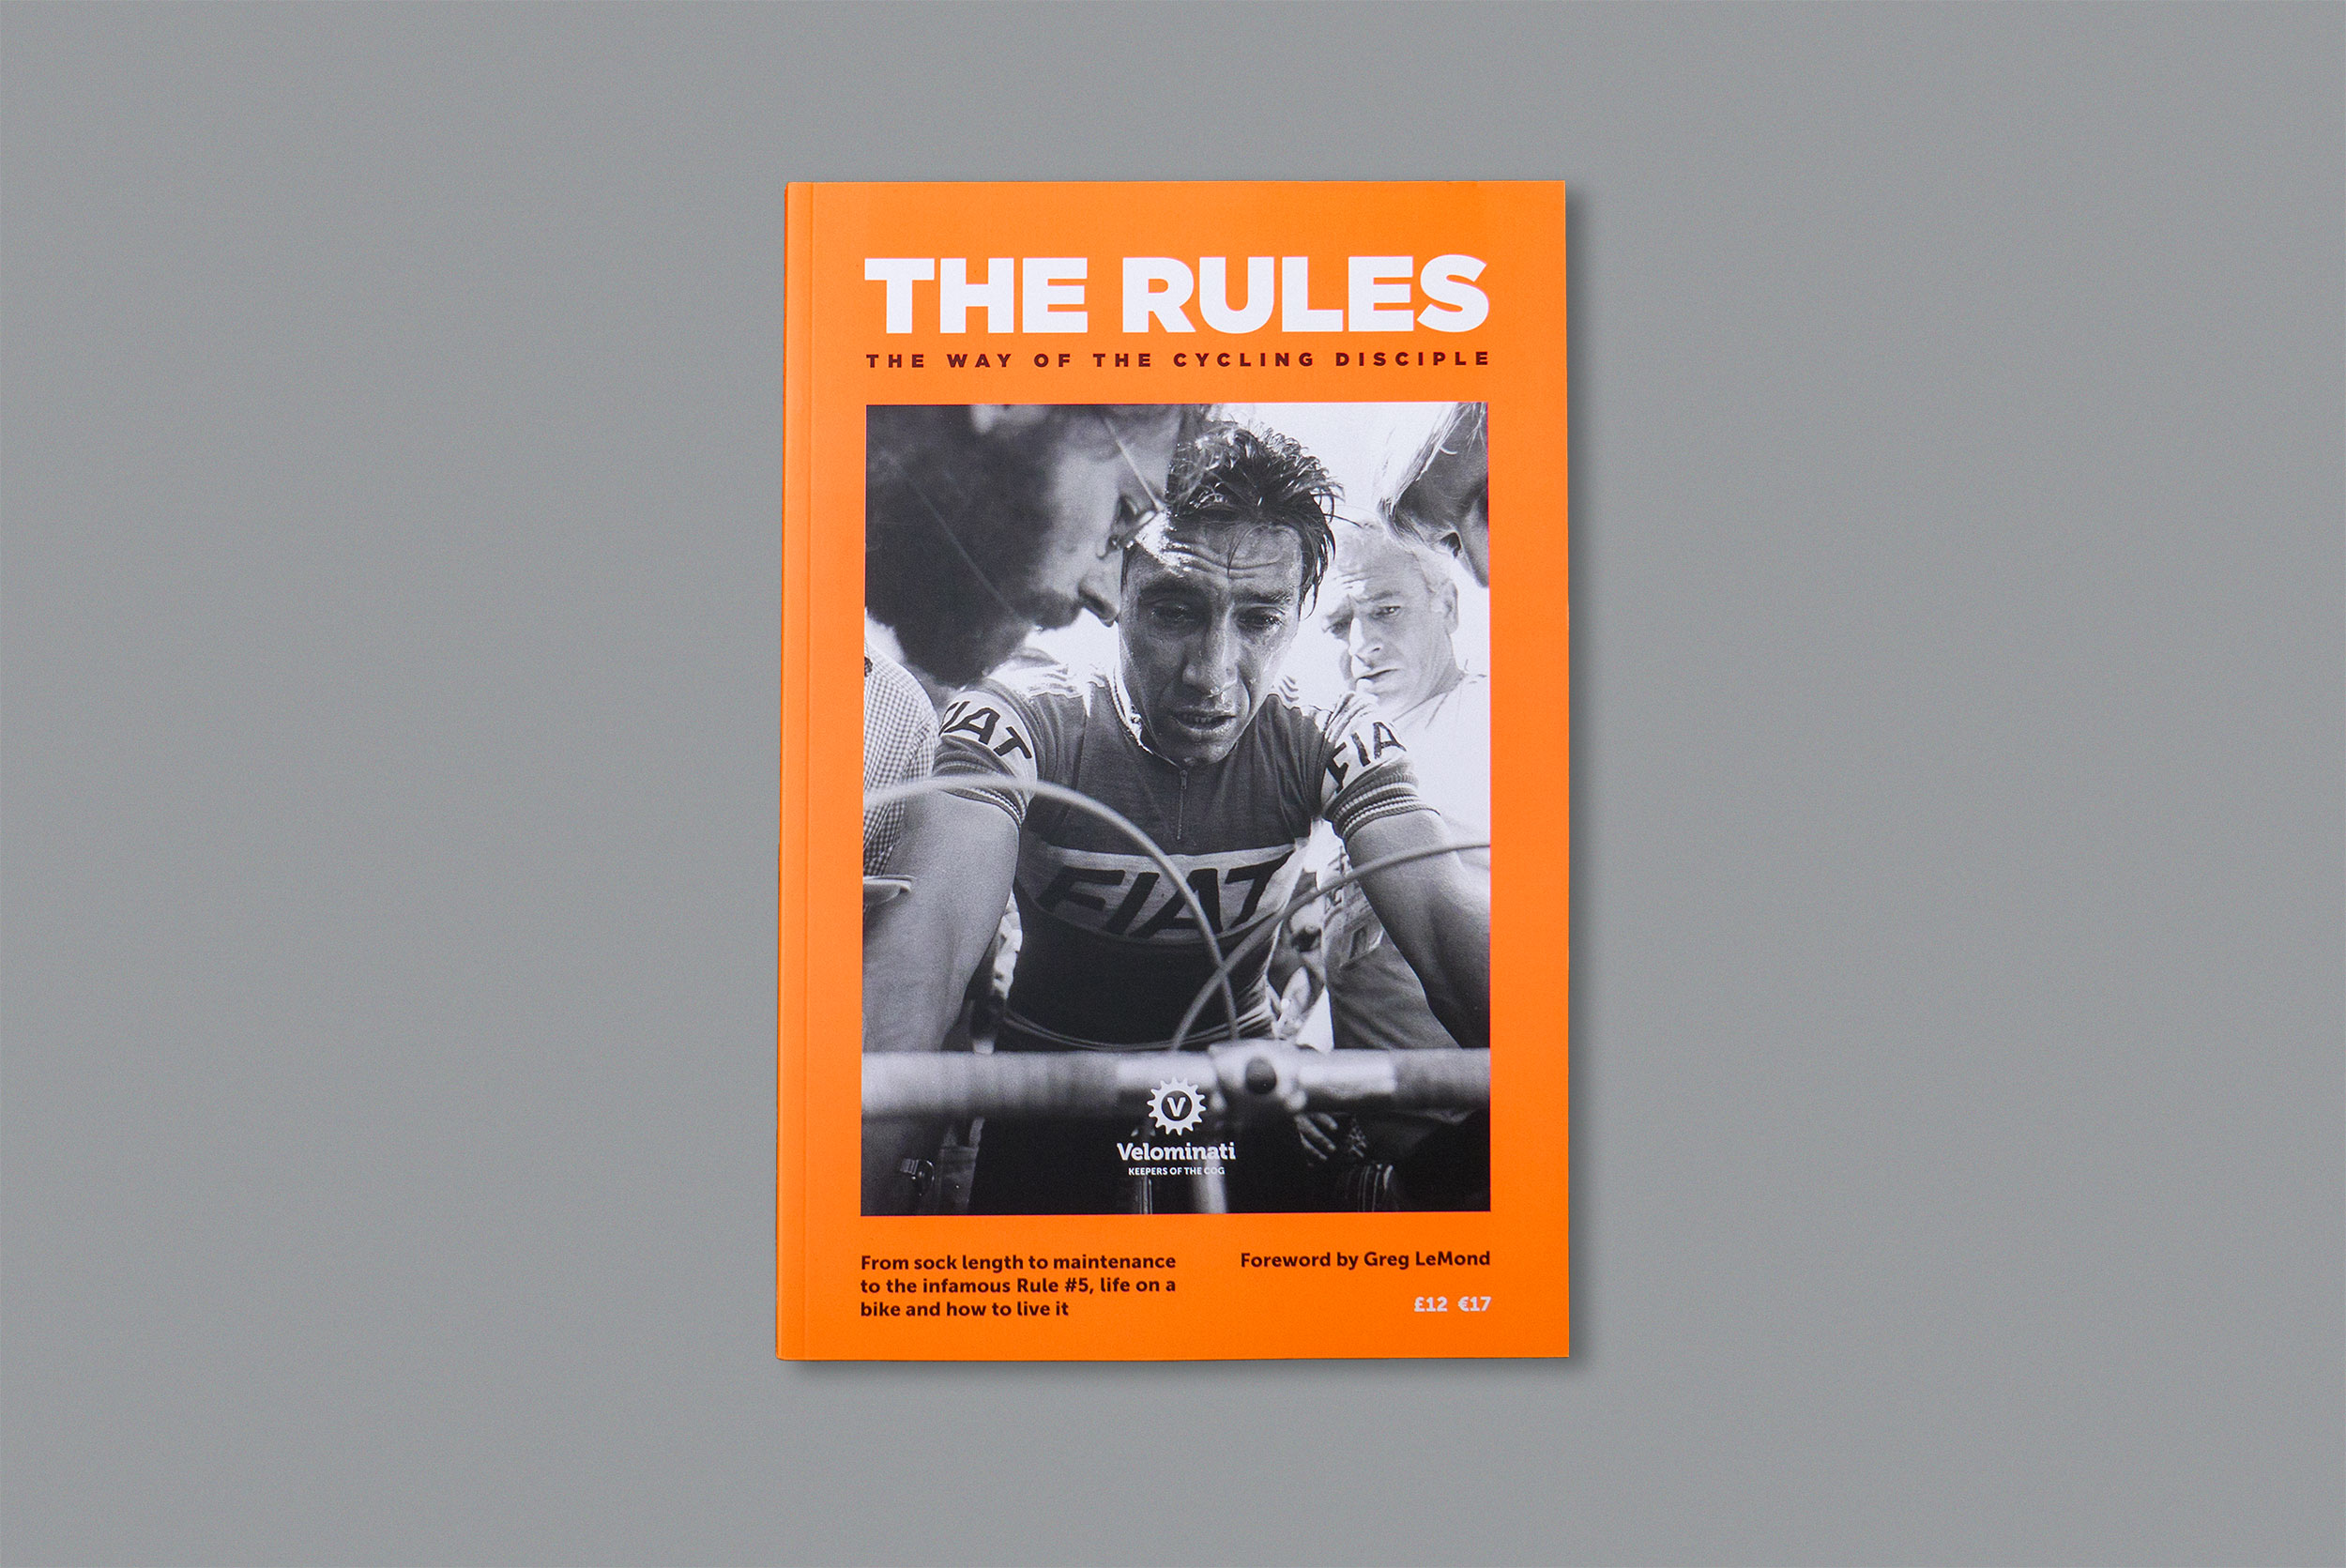 THE RULES
THE WAY OF THE CYCLING DISCIPLE
IAT
FIA
FIAT
V
Velominati
KEEPERS OF THE COG
From sock length to maintenance
to the infamous Rule #5, life on a
bike and how to live it
Foreword by Greg LeMond
£12 €17